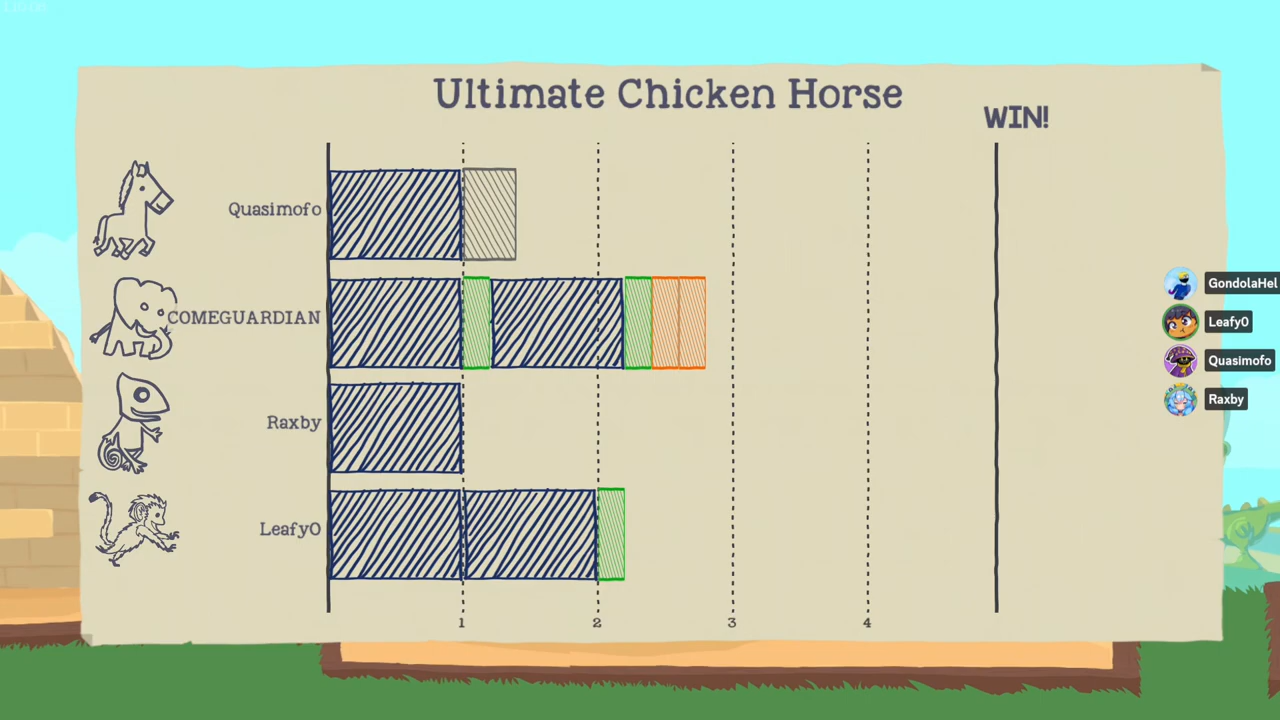 Ultimate Chicken Horse
WIN!
Quasimofo
COMEGUARDIAN
Raxby
LeafyO
1 2 3 4
GondolaHel
LeafyO
Quasimofo
Raxby